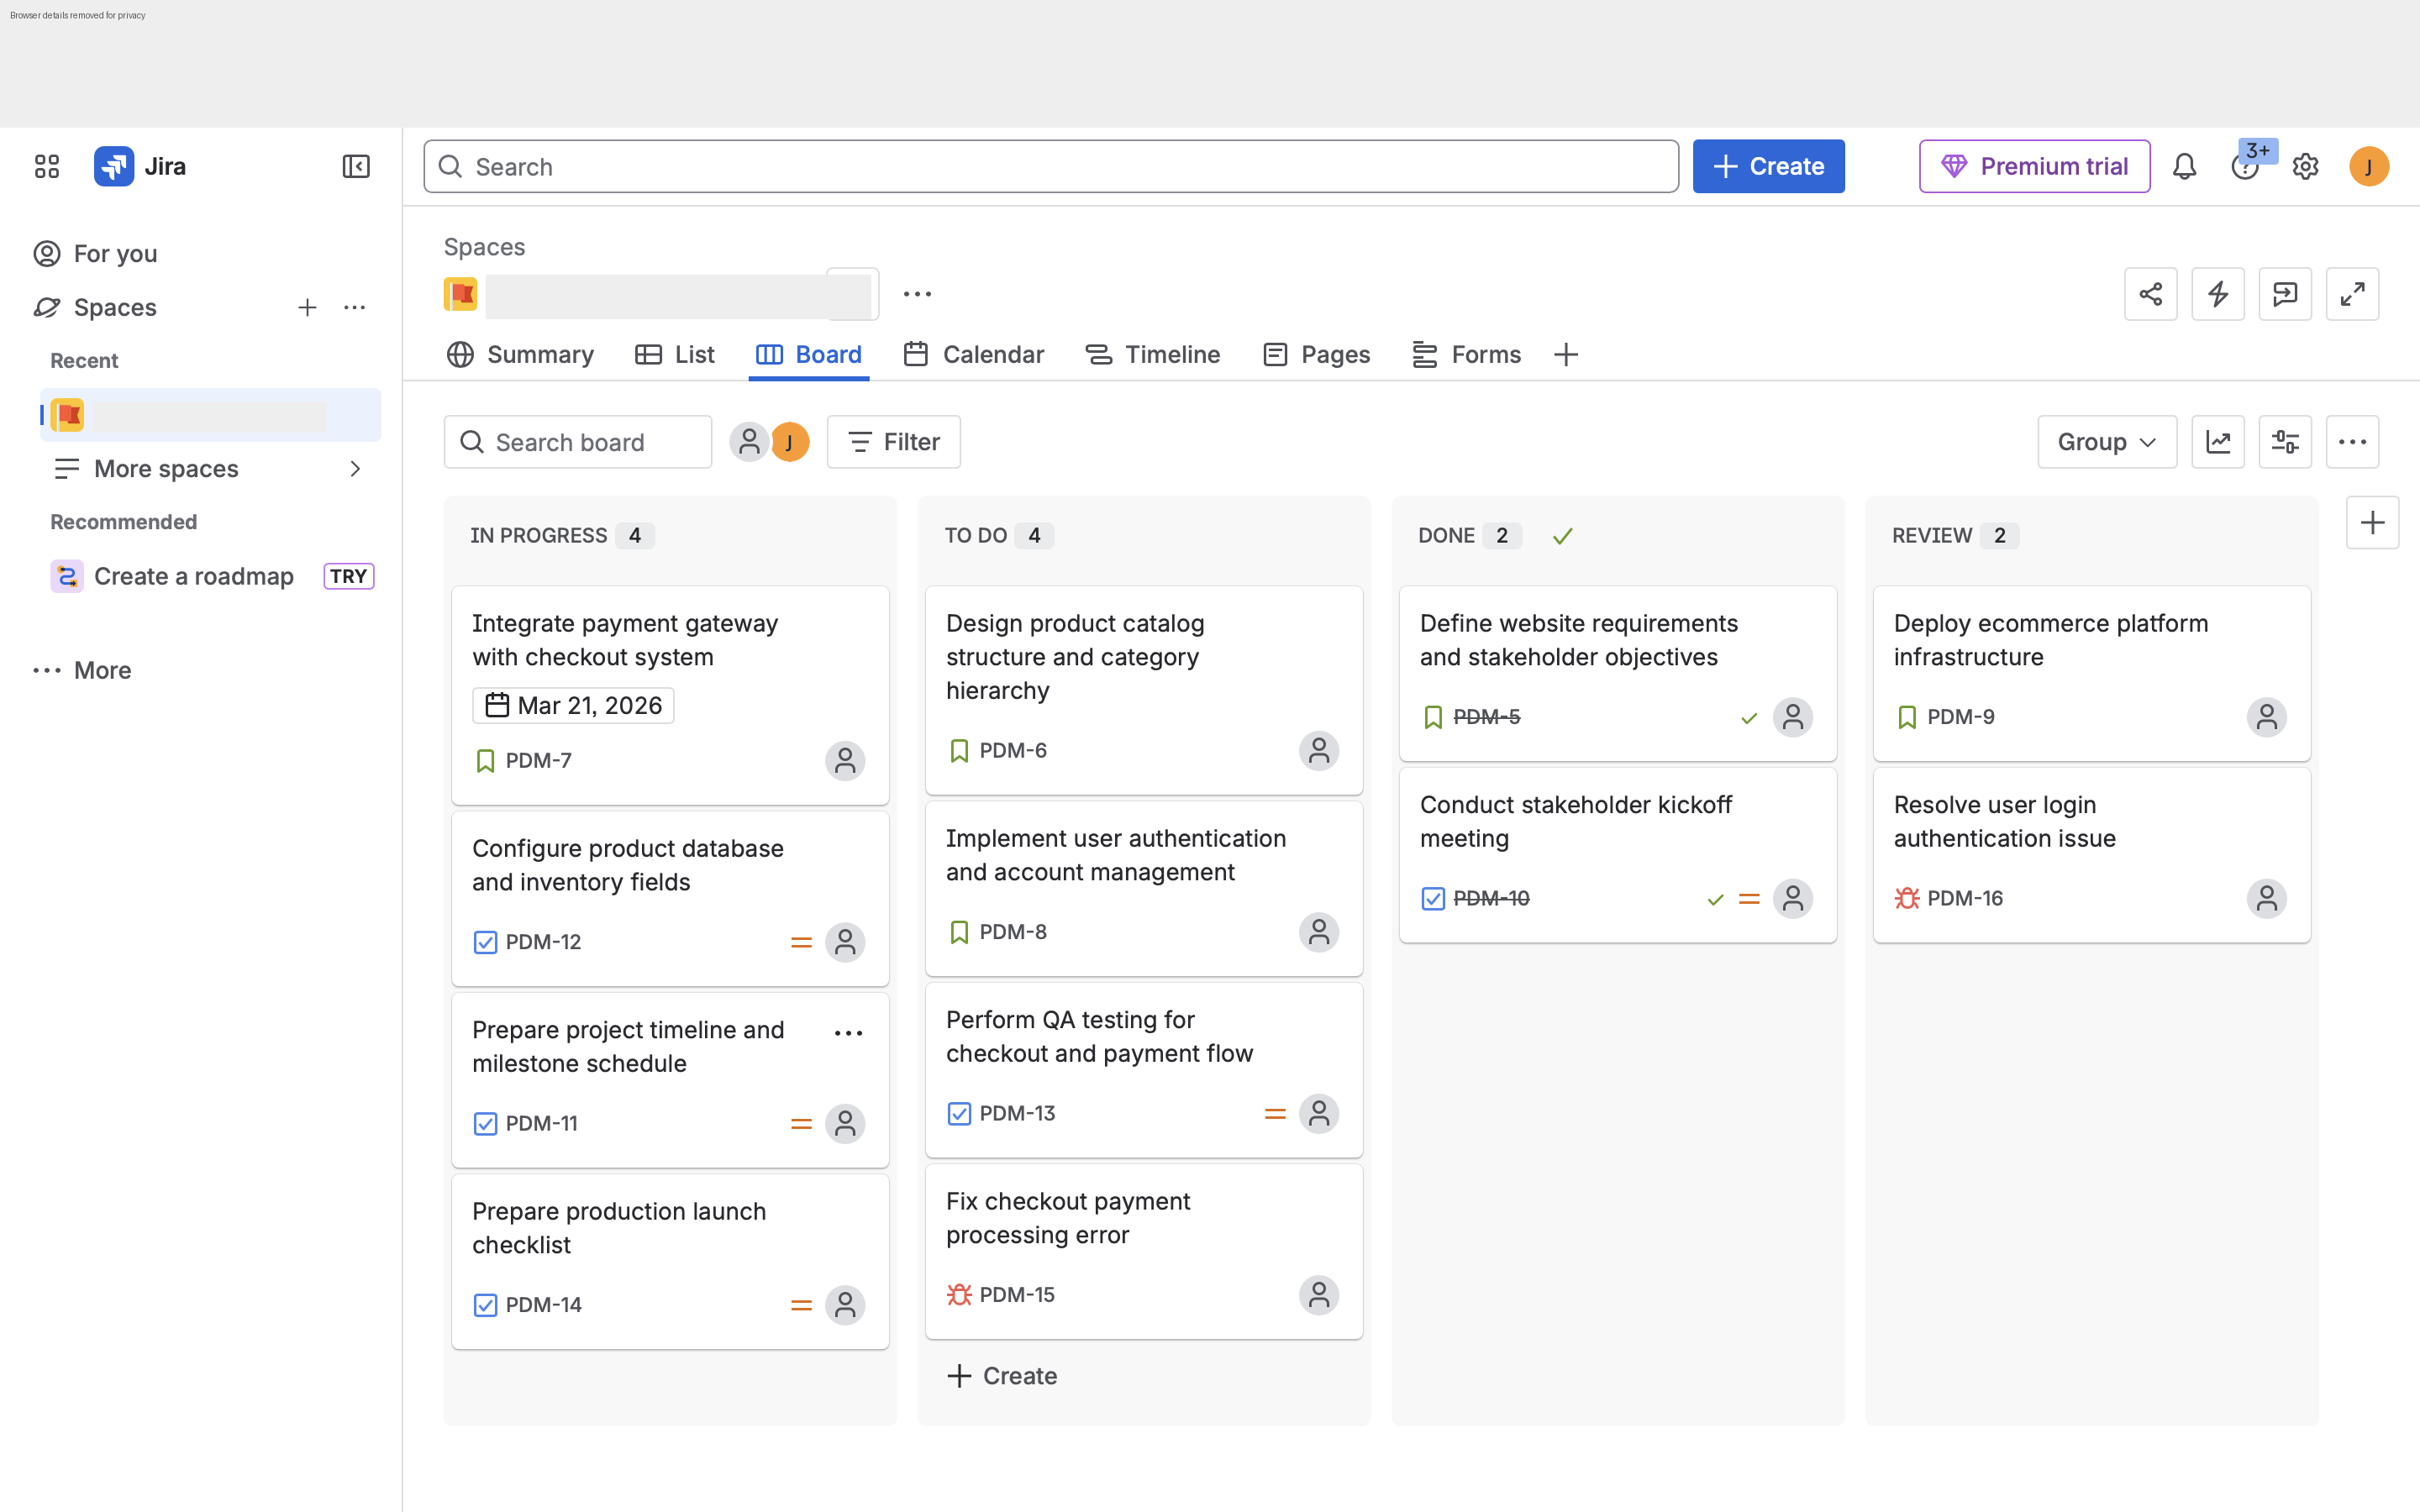 Browser details removed for privacy
Jira
Search
Create
Premium trial
3+
J
For you
Spaces
Recent
More spaces
Recommended
Create a roadmap TRY
More
Spaces
Summary
List
Board
Calendar
Timeline
Pages
Forms
Search board
J
Filter
Group
IN PROGRESS 4
Integrate payment gateway
with checkout system
Mar 21, 2026
PDM-7
Configure product database
and inventory fields
PDM-12
Prepare project timeline and
milestone schedule
PDM-11
Prepare production launch
checklist
PDM-14
TO DO 4
Design product catalog
structure and category
hierarchy
PDM-6
Implement user authentication
and account management
PDM-8
Perform QA testing for
checkout and payment flow
PDM-13
Fix checkout payment
processing error
PDM-15
Create
DONE 2
Define website requirements
and stakeholder objectives
PDM-5
Conduct stakeholder kickoff
meeting
PDM-10
REVIEW 2
Deploy ecommerce platform
infrastructure
PDM-9
Resolve user login
authentication issue
PDM-16